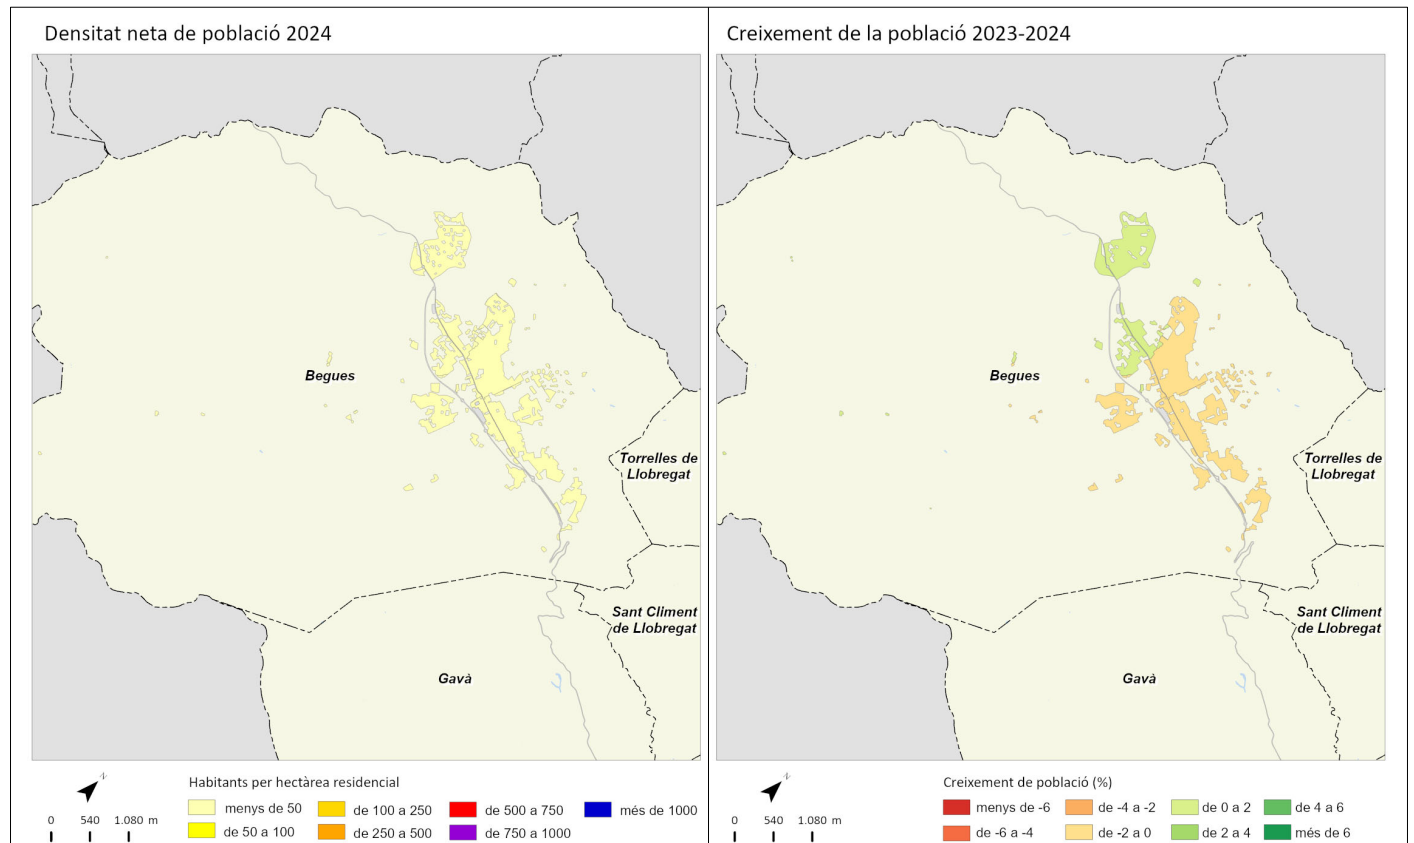 Densitat neta de població 2024
Begues
Torrelles de
Llobregat
Sant Climent
de Llobregat
Gavà
N
0 540 1.080 m
Habitants per hectàrea residencial
menys de 50
de 100 a 250
de 500 a 750
més de 1000
de 50 a 100
de 250 a 500
de 750 a 1000
Creixement de la població 2023-2024
Begues
Torrelles de
Llobregat
Sant Climent
de Llobregat
Gavà
N
0 540 1.080 m
Creixement de població (%)
menys de -6
de -4 a -2
de 0 a 2
de 4 a 6
de -6 a -4
de -2 a 0
de 2 a 4
més de 6